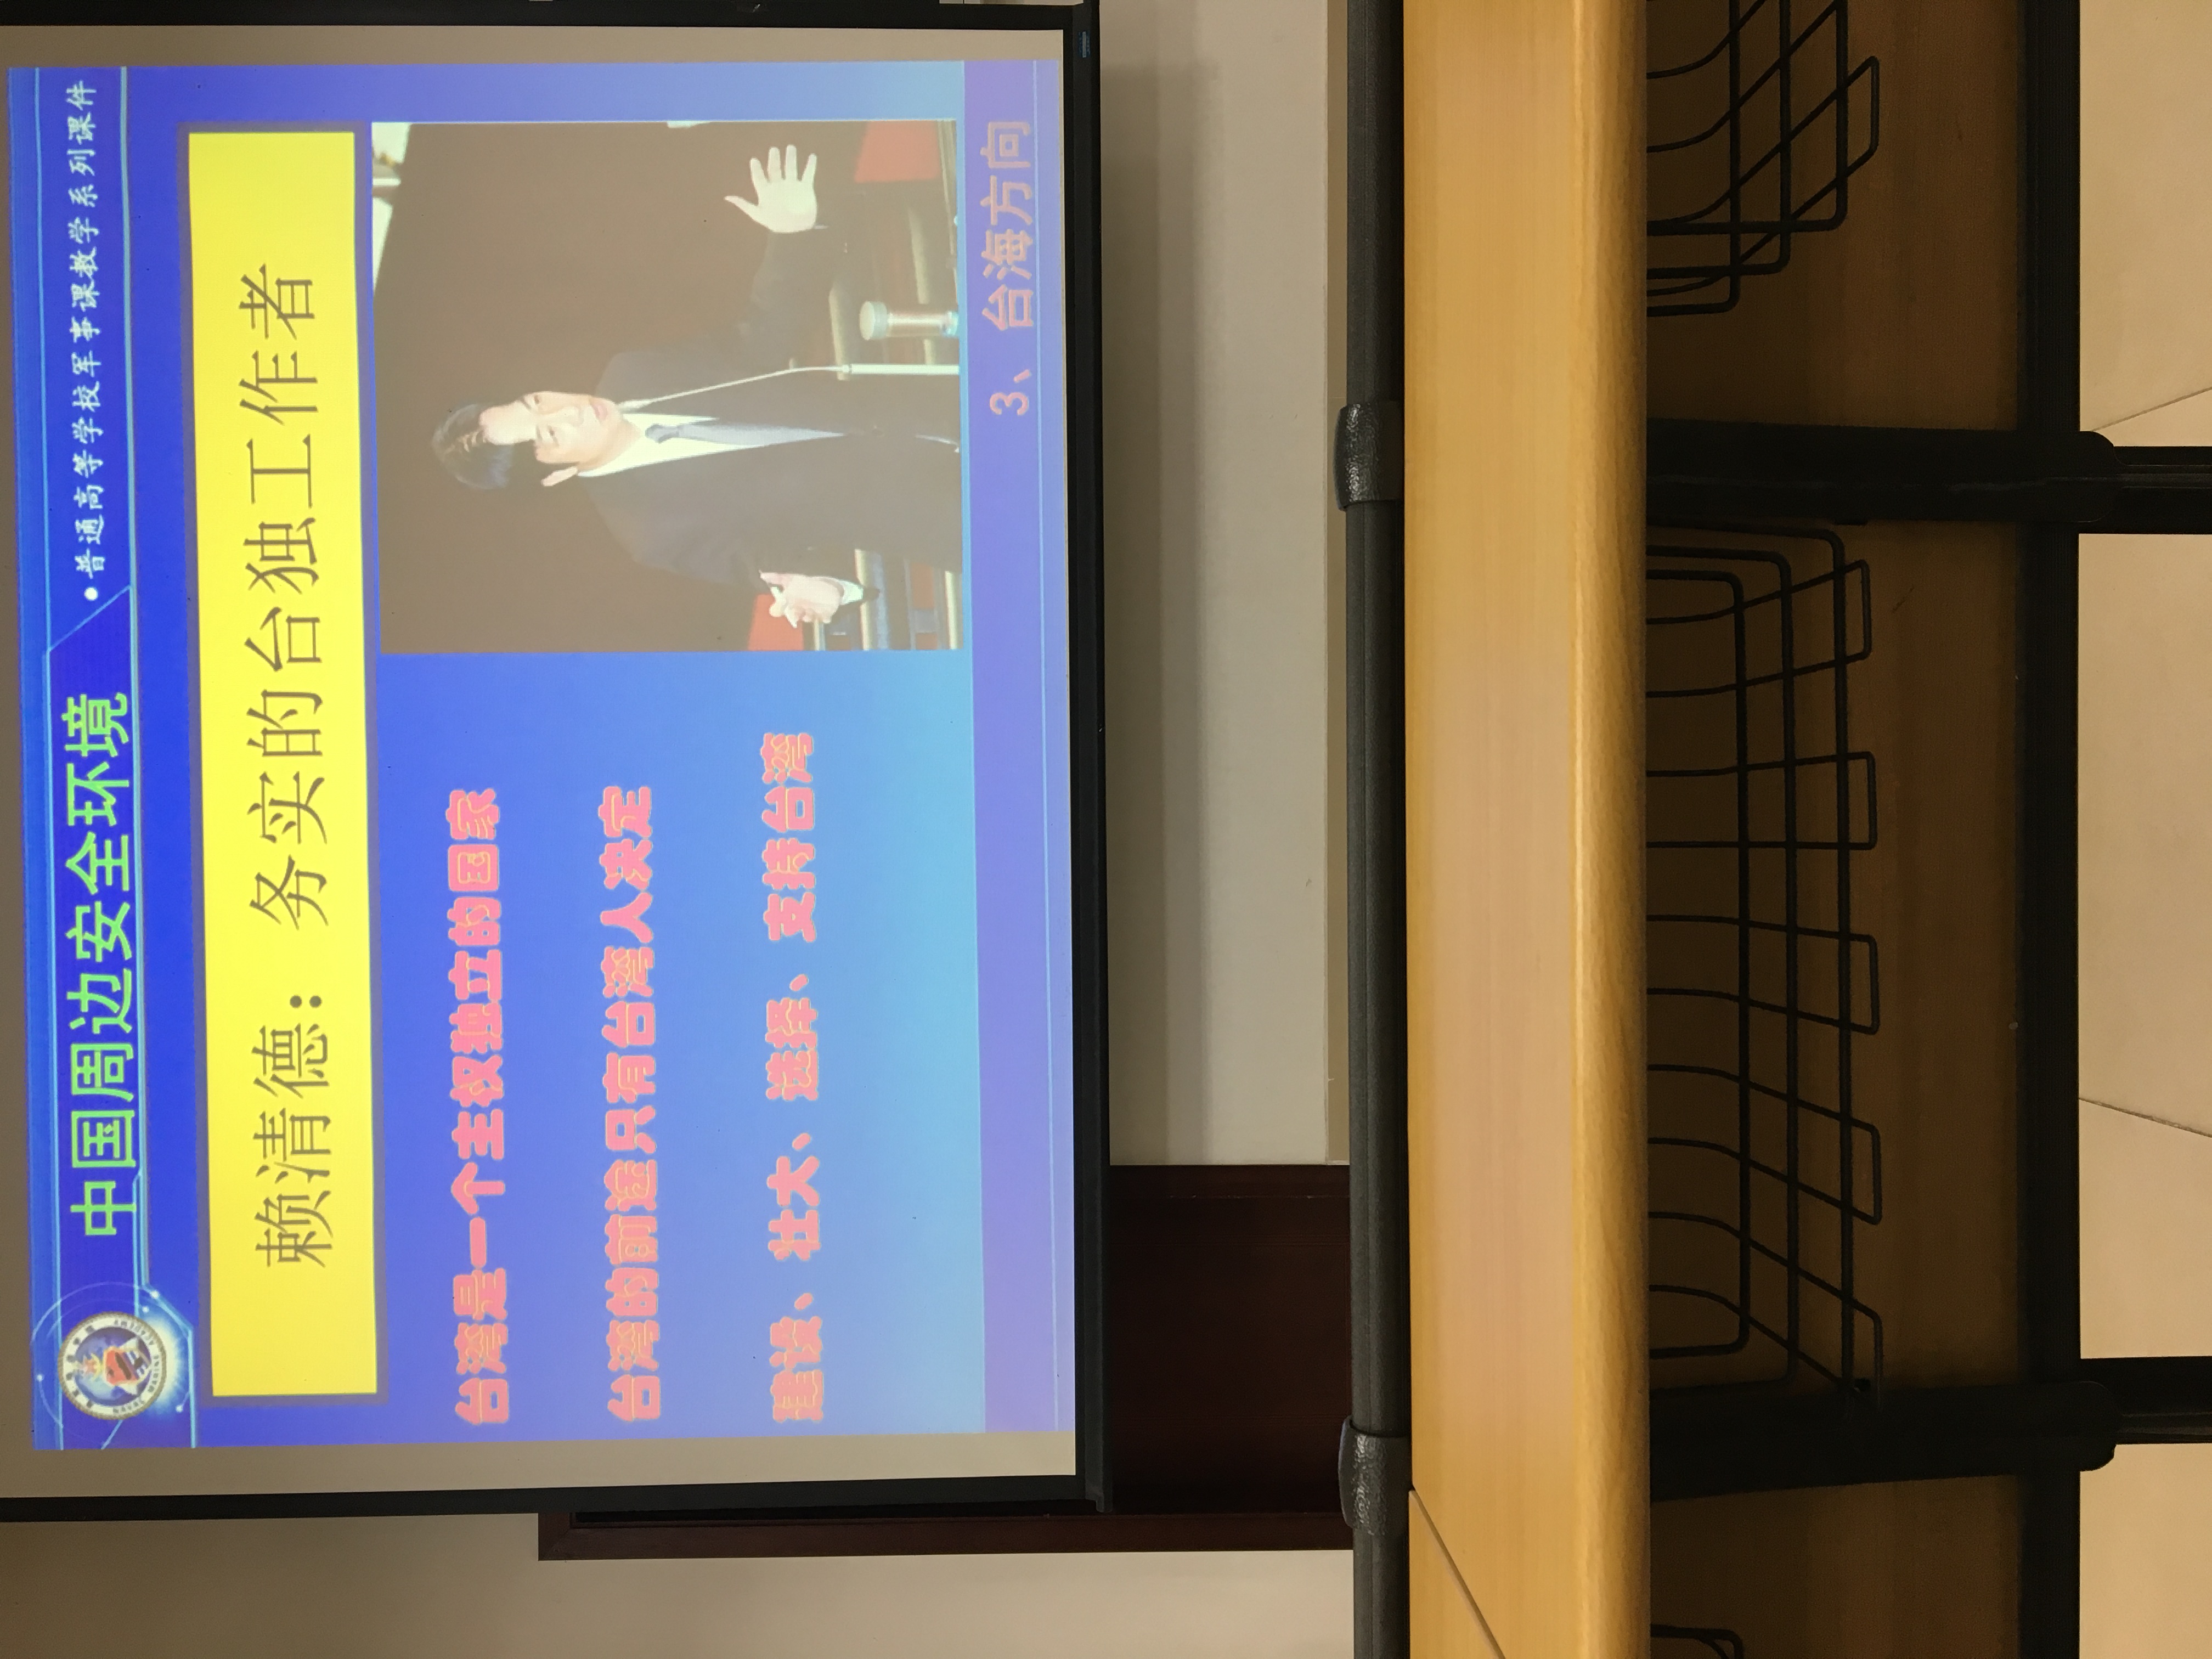 中国周边安全环境
•普通高等学校军事课教学系列课件
MARINE ACADEMY
赖清德：务实的台独工作者
台湾是一个主权独立的国家
台湾的前途只有台湾人决定
建设、壮大、选择、支持台湾
3、台海方向